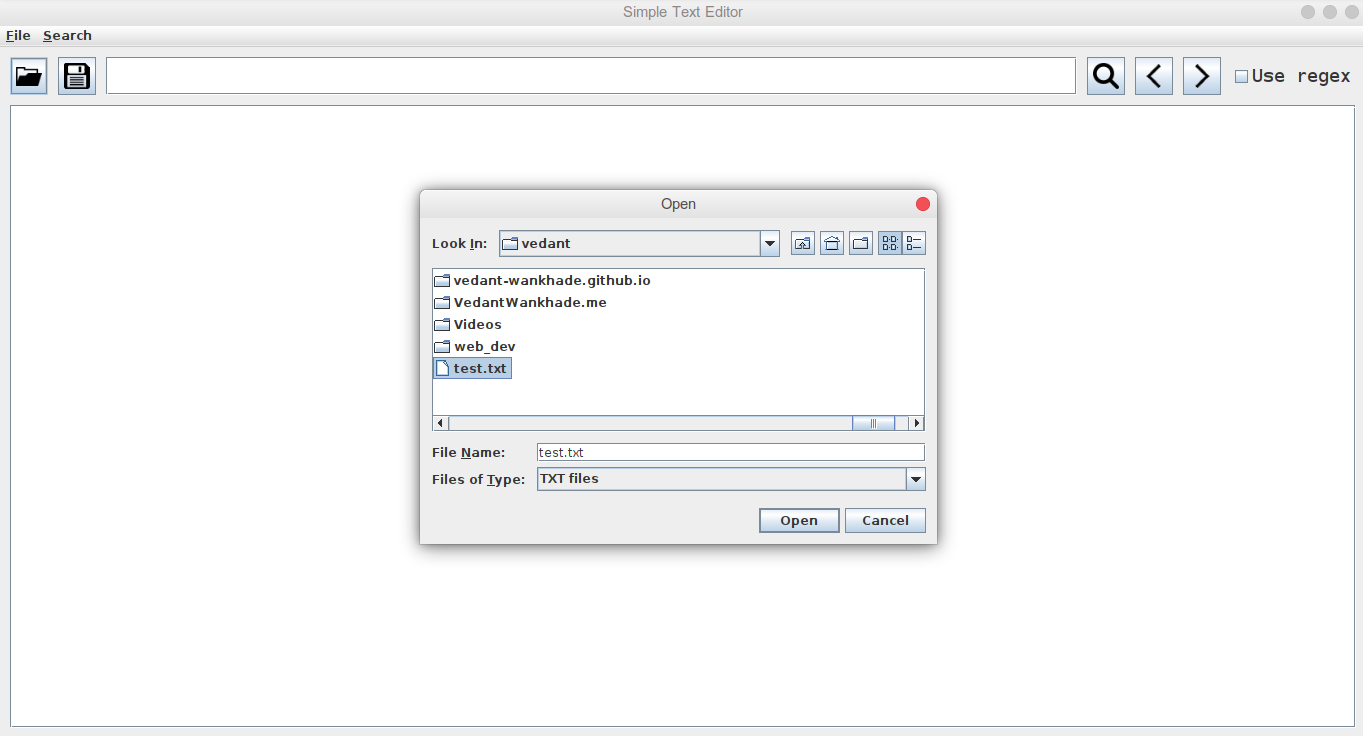 Simple Text Editor
File Search
Use regex
Open
Look In: vedant
vedant-wankhade.github.io
VedantWankhade.me
Videos
web_dev
test.txt
File Name: test.txt
Files of Type: TXT files
Open Cancel